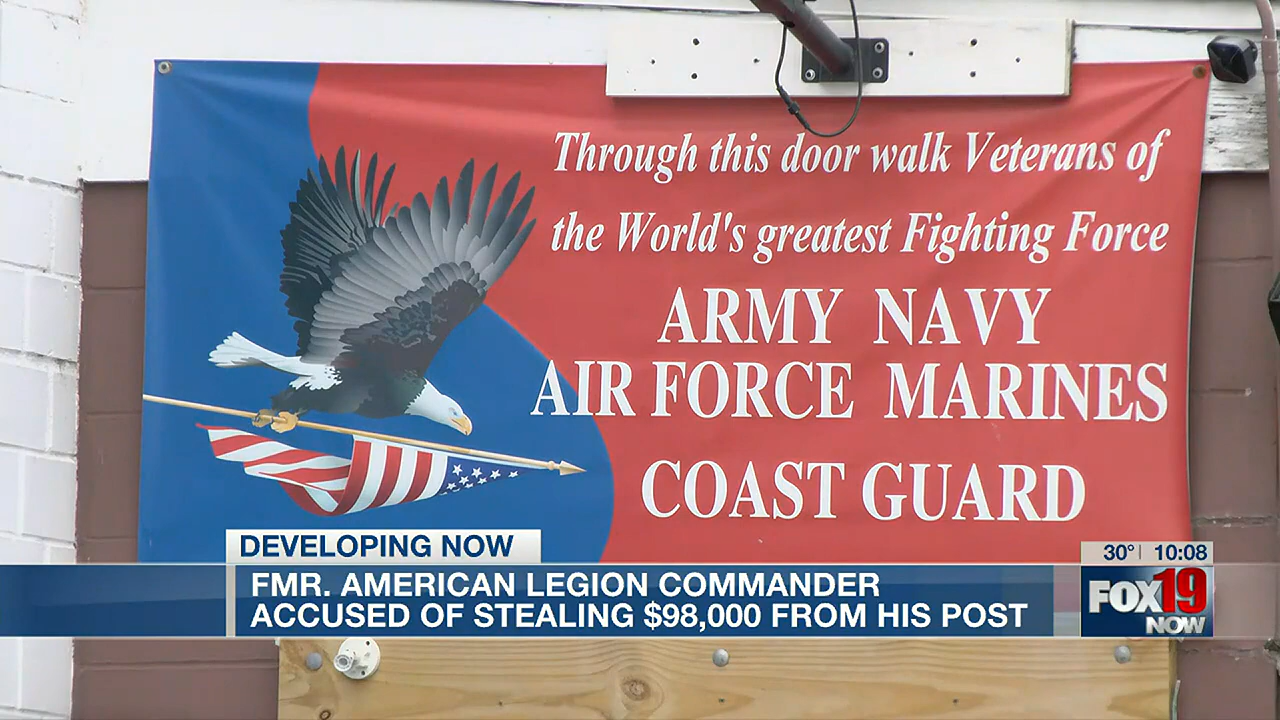 Through this door walk Veterans of
the World's greatest Fighting Force
ARMY NAVY
AIR FORCE MARINES
COAST GUARD
DEVELOPING NOW
FMR. AMERICAN LEGION COMMANDER
ACCUSED OF STEALING $98,000 FROM HIS POST
30° 10:08
FOX19
NOW